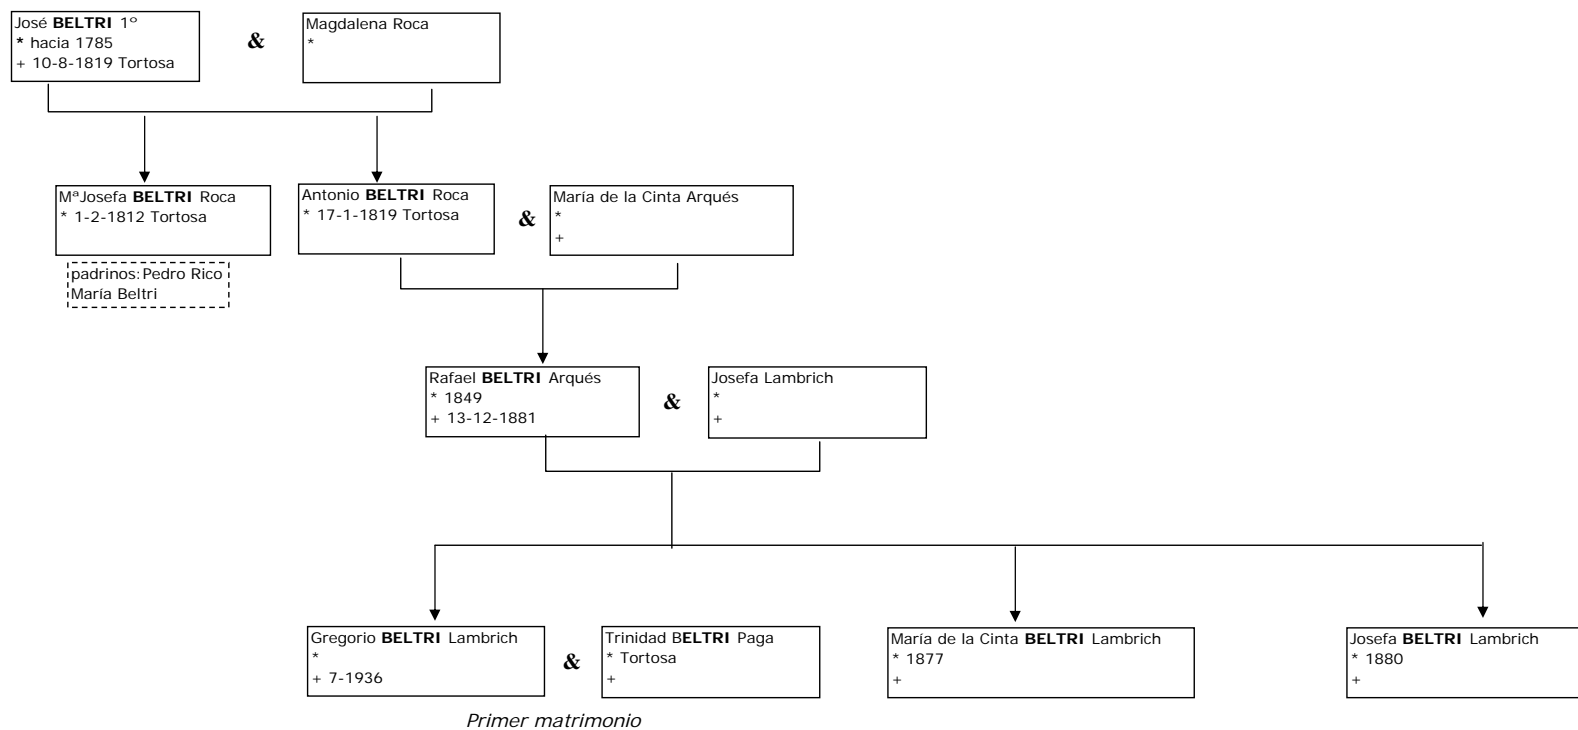 José BELTRI 1º
* hacia 1785
+ 10-8-1819 Tortosa
&
Magdalena Roca
*
MªJosefa BELTRI Roca
* 1-2-1812 Tortosa
padrinos:Pedro Rico
María Beltri
Antonio BELTRI Roca
* 17-1-1819 Tortosa
&
María de la Cinta Arqués
*
+
Rafael BELTRI Arqués
* 1849
+ 13-12-1881
&
Josefa Lambrich
*
+
Gregorio BELTRI Lambrich
*
+ 7-1936
&
Trinidad BELTRI Paga
* Tortosa
+
María de la Cinta BELTRI Lambrich
* 1877
+
Josefa BELTRI Lambrich
* 1880
+
Primer matrimonio